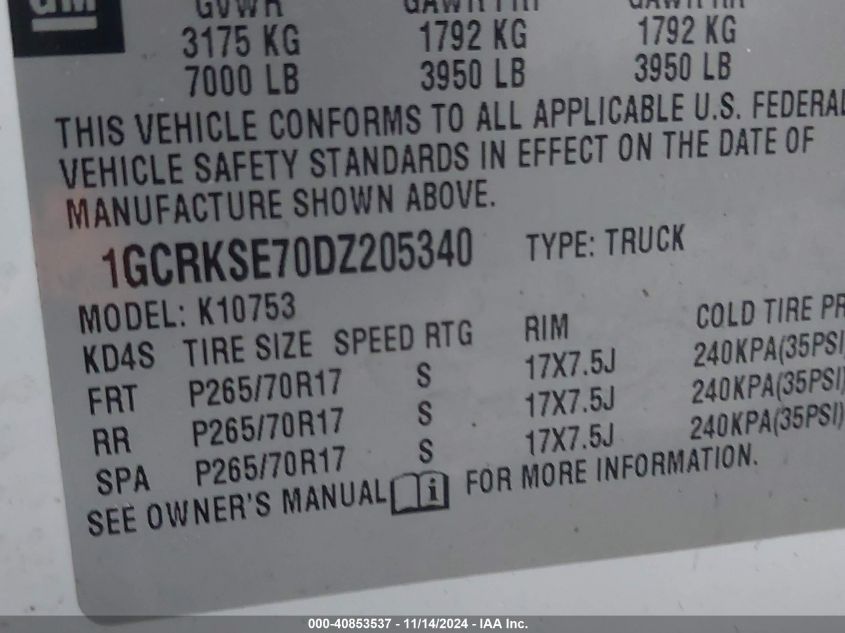 GM
GVWR GAWR FRT GAWR RR
3175 KG 1792 KG 1792 KG
7000 LB 3950 LB 3950 LB
THIS VEHICLE CONFORMS TO ALL APPLICABLE U.S. FEDERAL
VEHICLE SAFETY STANDARDS IN EFFECT ON THE DATE OF
MANUFACTURE SHOWN ABOVE.
1GCRKSE70DZ205340 TYPE: TRUCK
MODEL: K10753
KD4S TIRE SIZE SPEED RTG RIM COLD TIRE PR
FRT P265/70R17 S 17X7.5J 240KPA(35PSI)
RR P265/70R17 S 17X7.5J 240KPA(35PSI)
SPA P265/70R17 S 17X7.5J 240KPA(35PSI)
SEE OWNER'S MANUAL i FOR MORE INFORMATION.
000-40853537 - 11/14/2024 - IAA Inc.